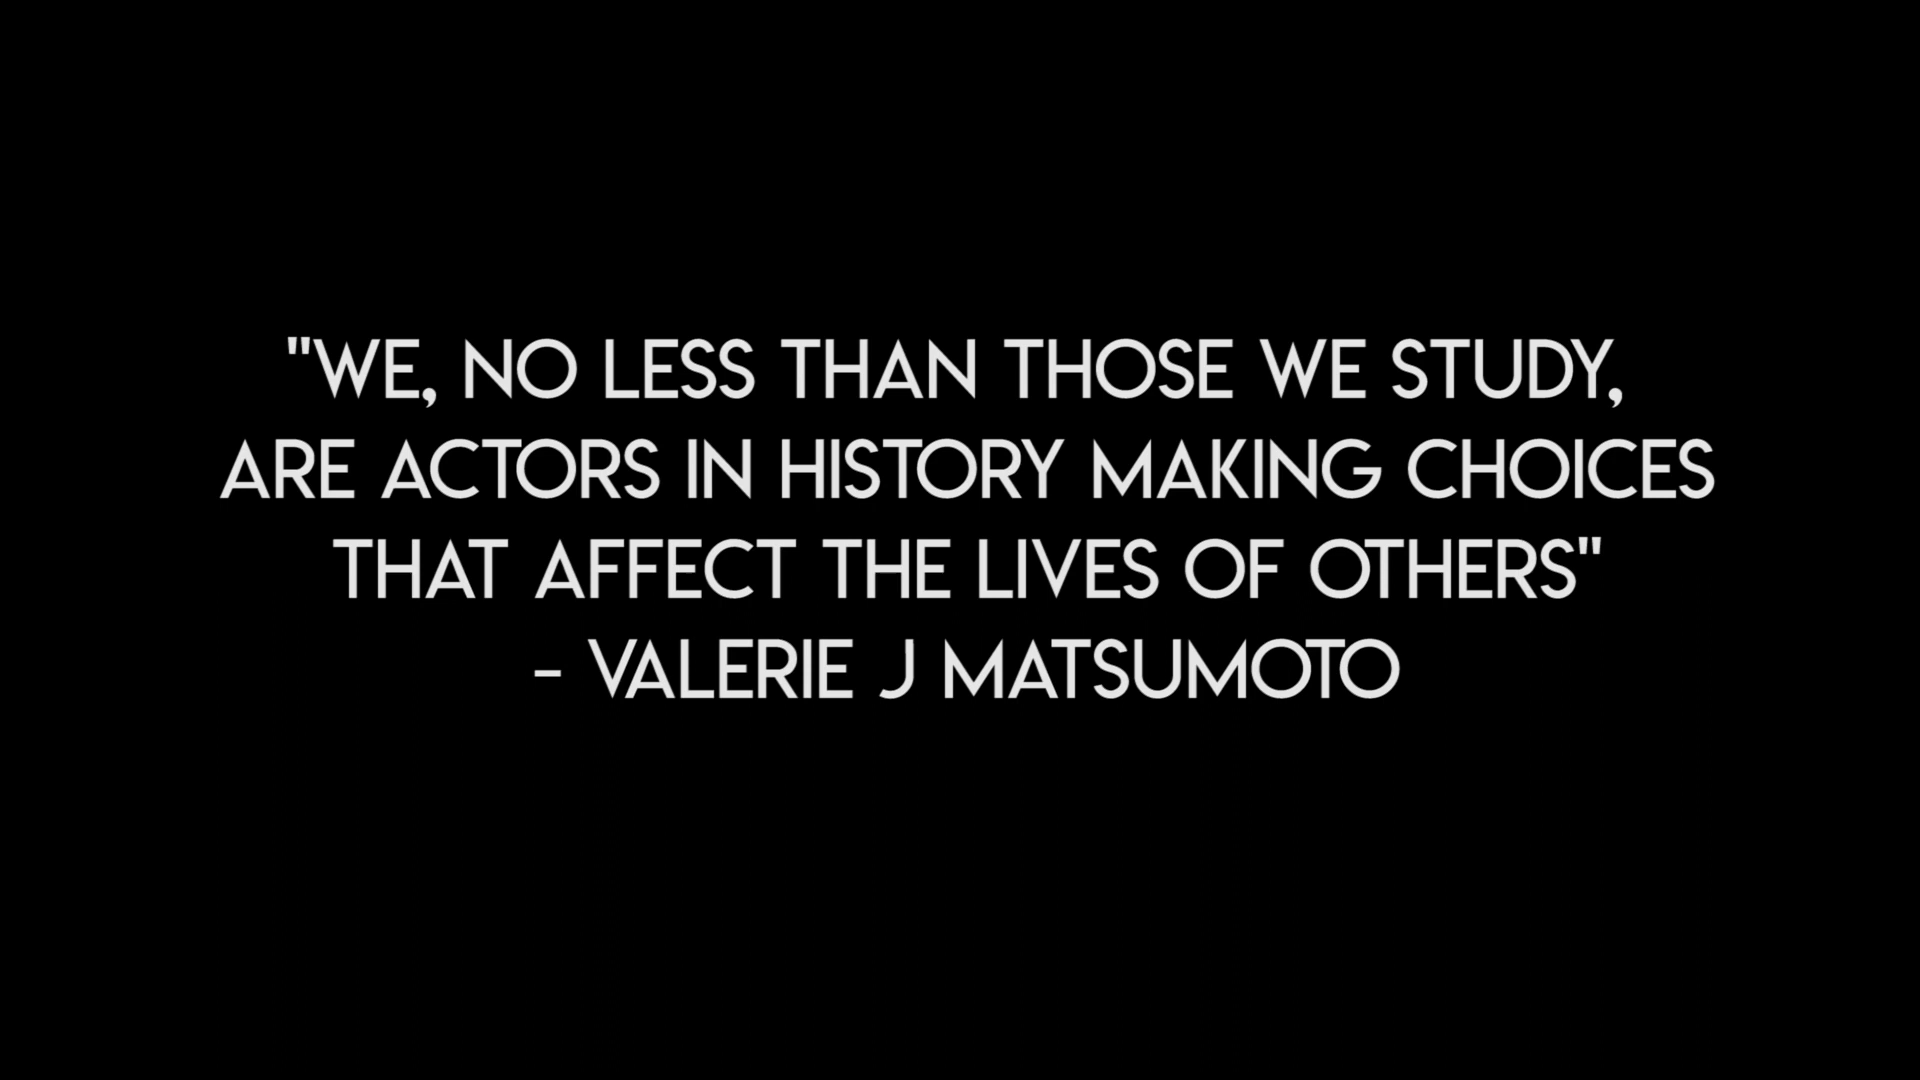 "WE, NO LESS THAN THOSE WE STUDY,
ARE ACTORS IN HISTORY MAKING CHOICES
THAT AFFECT THE LIVES OF OTHERS"
- VALERIE J MATSUMOTO